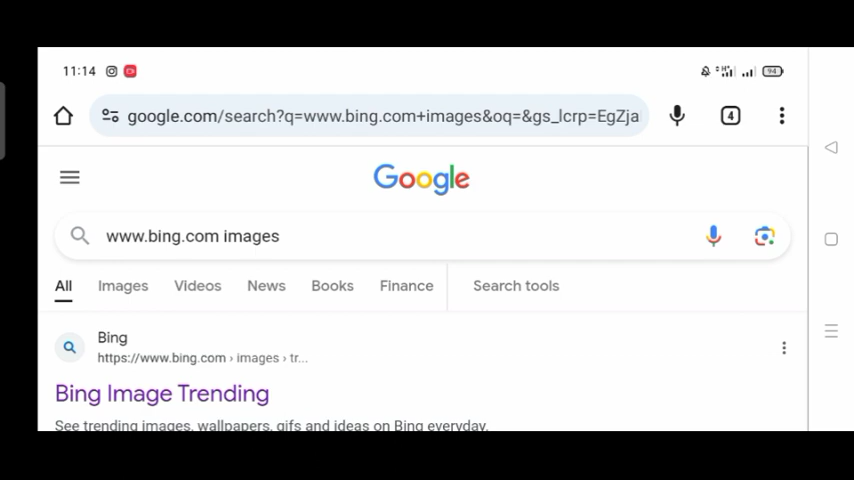 11:14
94
google.com/search?q=www.bing.com+images&oq=&gs_lcrp=EgZja
4
Google
www.bing.com images
All Images Videos News Books Finance Search tools
Bing
https://www.bing.com › images › tr...
Bing Image Trending
See trending images, wallpapers, gifs and ideas on Bing everyday.